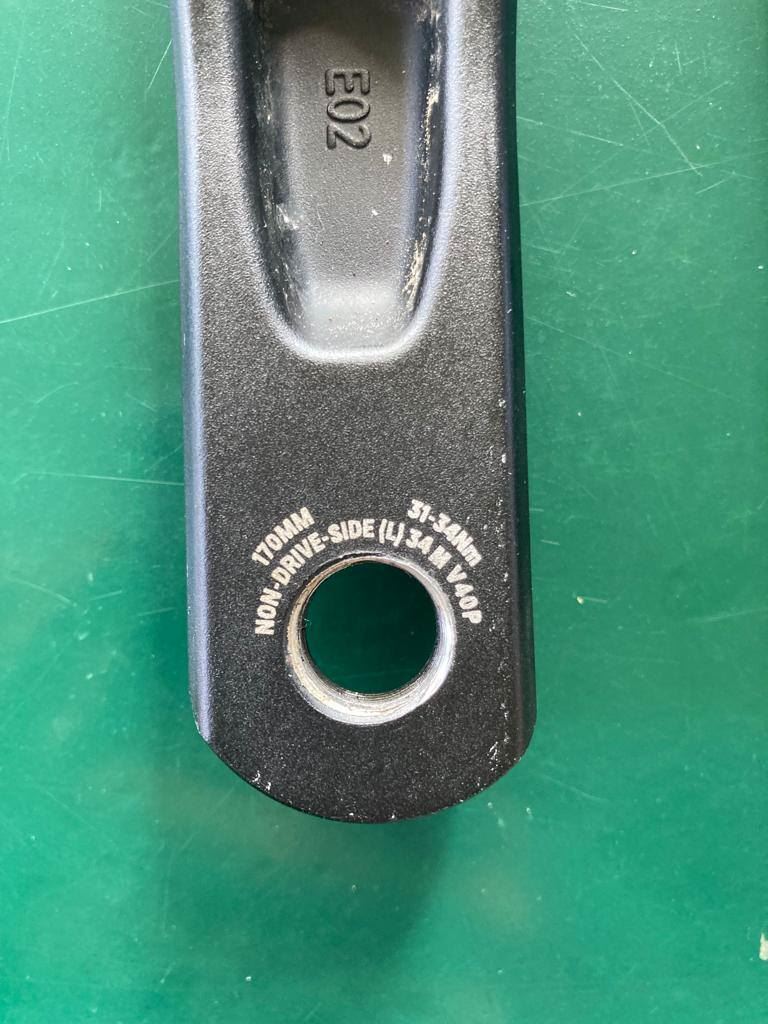 E02
170MM 31-34Nm
NON-DRIVE-SIDE (L) 34 M V40P